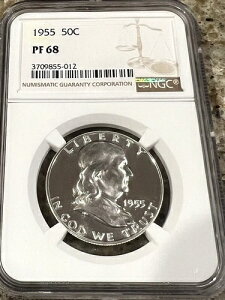 1955 50C
PF 68
3709855-012
NUMISMATIC GUARANTY CORPORATION
NGC
LIBERTY
1955
IN GOD WE TRUST